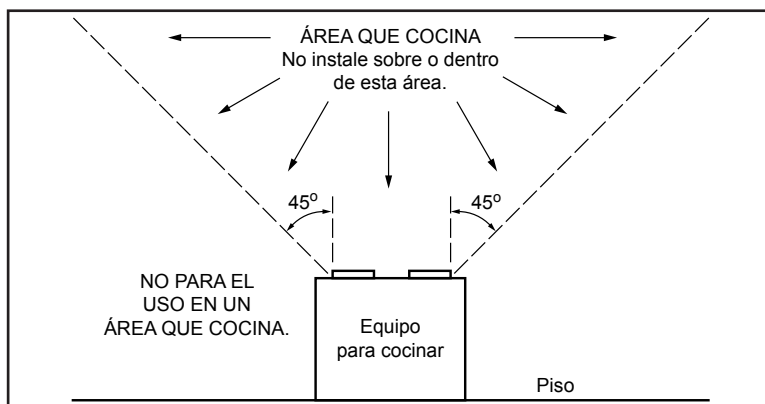 ÁREA QUE COCINA
No instale sobre o dentro
de esta área.
45º
45º
NO PARA EL
USO EN UN
ÁREA QUE COCINA.
Equipo
para cocinar
Piso